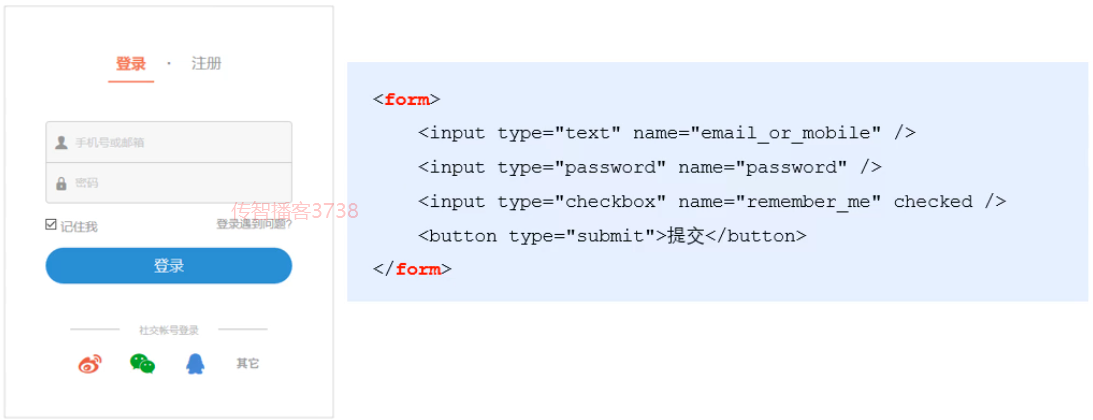 登录 · 注册
手机号或邮箱
密码
传智播客3738
记住我 登录遇到问题?
登录
社交帐号登录
其它
<form>
<input type="text" name="email_or_mobile" />
<input type="password" name="password" />
<input type="checkbox" name="remember_me" checked />
<button type="submit">提交</button>
</form>